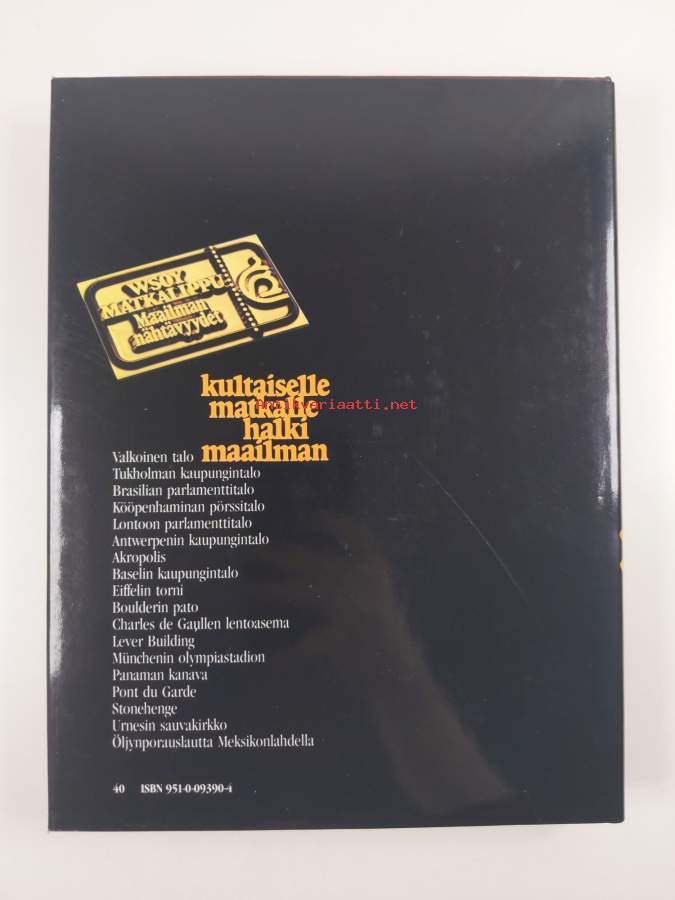 WSOY
MATKALIPPU
Maailman
nähtävyydet
kultaiselle
matkalle
Antikvariaatti.net
halki
maailman
Valkoinen talo
Tukholman kaupungintalo
Brasilian parlamenttitalo
Kööpenhaminan pörssitalo
Lontoon parlamenttitalo
Antwerpenin kaupungintalo
Akropolis
Baselin kaupungintalo
Eiffelin torni
Boulderin pato
Charles de Gaullen lentoasema
Lever Building
Münchenin olympiastadion
Panaman kanava
Pont du Garde
Stonehenge
Urnesin sauvakirkko
Öljynporauslautta Meksikonlahdella
40 ISBN 951-0-09390-4